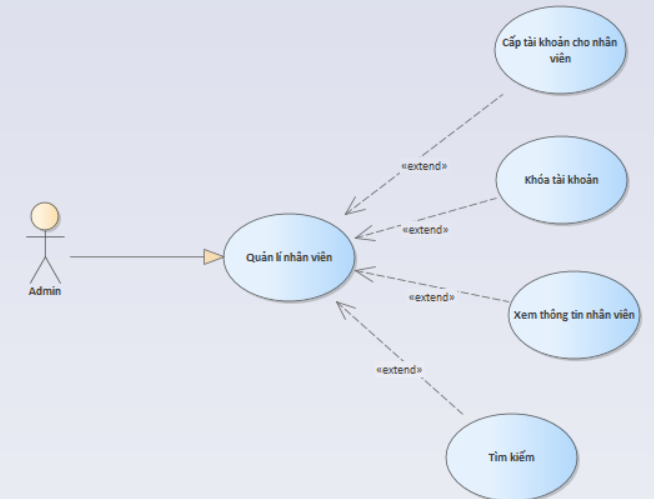 Cấp tài khoản cho nhân
viên
«extend»
Khóa tài khoản
«extend»
Quản lí nhân viên
Admin
«extend»
Xem thông tin nhân viên
«extend»
Tìm kiếm